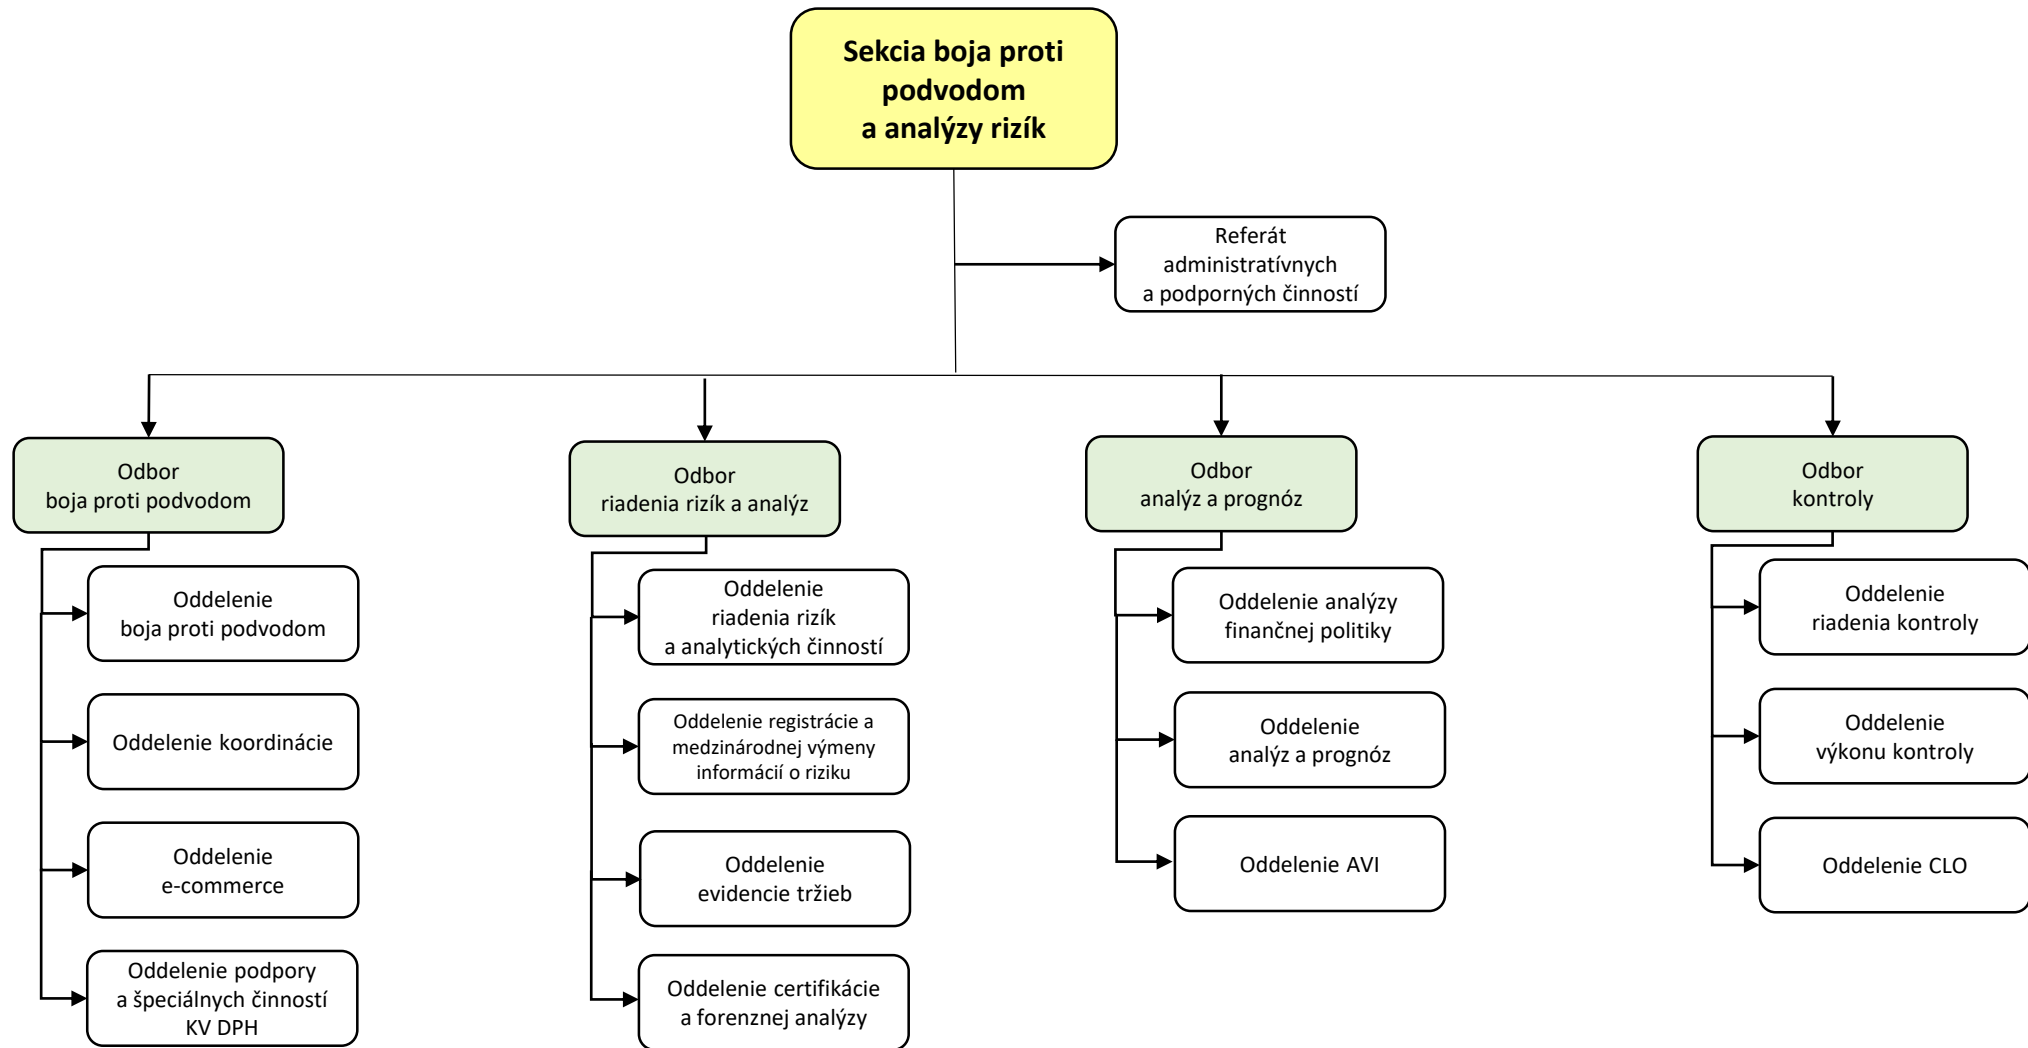 Sekcia boja proti
podvodom
a analýzy rizík
Referát
administratívnych
a podporných činností
Odbor
boja proti podvodom
Oddelenie
boja proti podvodom
Oddelenie koordinácie
Oddelenie
e-commerce
Oddelenie podpory
a špeciálnych činností
KV DPH
Odbor
riadenia rizík a analýz
Oddelenie
riadenia rizík
a analytických činností
Oddelenie registrácie a
medzinárodnej výmeny
informácií o riziku
Oddelenie
evidencie tržieb
Oddelenie certifikácie
a forenznej analýzy
Odbor
analýz a prognóz
Oddelenie analýzy
finančnej politiky
Oddelenie
analýz a prognóz
Oddelenie AVI
Odbor
kontroly
Oddelenie
riadenia kontroly
Oddelenie
výkonu kontroly
Oddelenie CLO